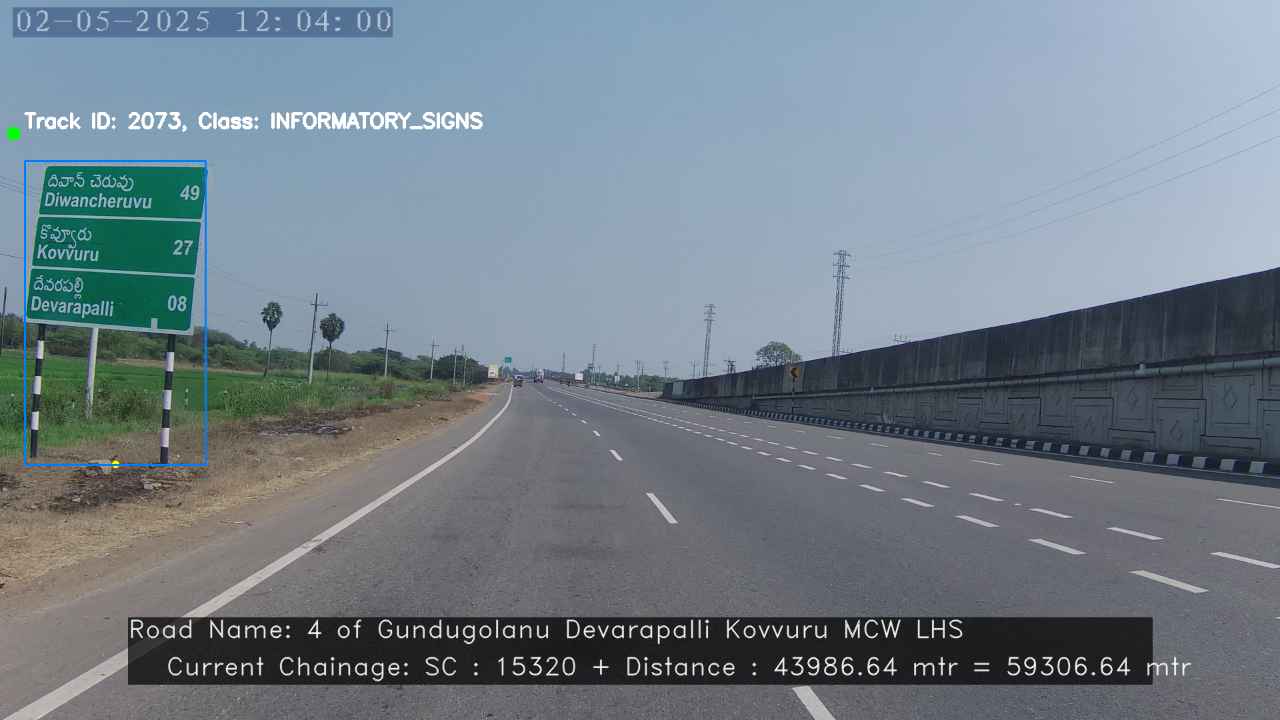 02-05-2025 12:04:00
Track ID: 2073, Class: INFORMATORY_SIGNS
దివాన్ చెరువు
Diwancheruvu 49
కొవ్వూరు
Kovvuru 27
దేవరపల్లి
Devarapalli 08
Road Name: 4 of Gundugolanu Devarapalli Kovvuru MCW LHS
Current Chainage: SC : 15320 + Distance : 43986.64 mtr = 59306.64 mtr